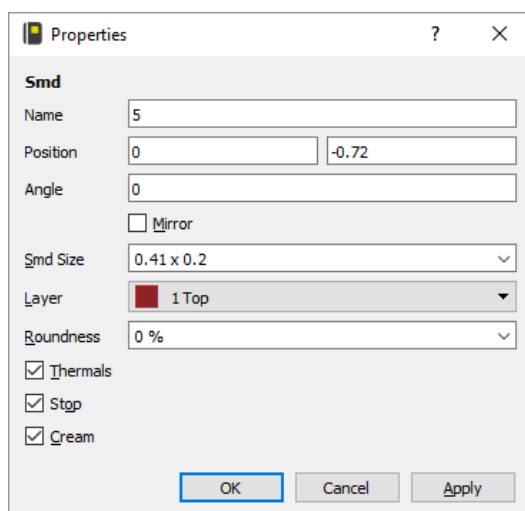 Properties
Smd
Name 5
Position 0 -0.72
Angle 0
Mirror
Smd Size 0.41 x 0.2
Layer 1 Top
Roundness 0 %
Thermals
Stop
Cream
OK Cancel Apply